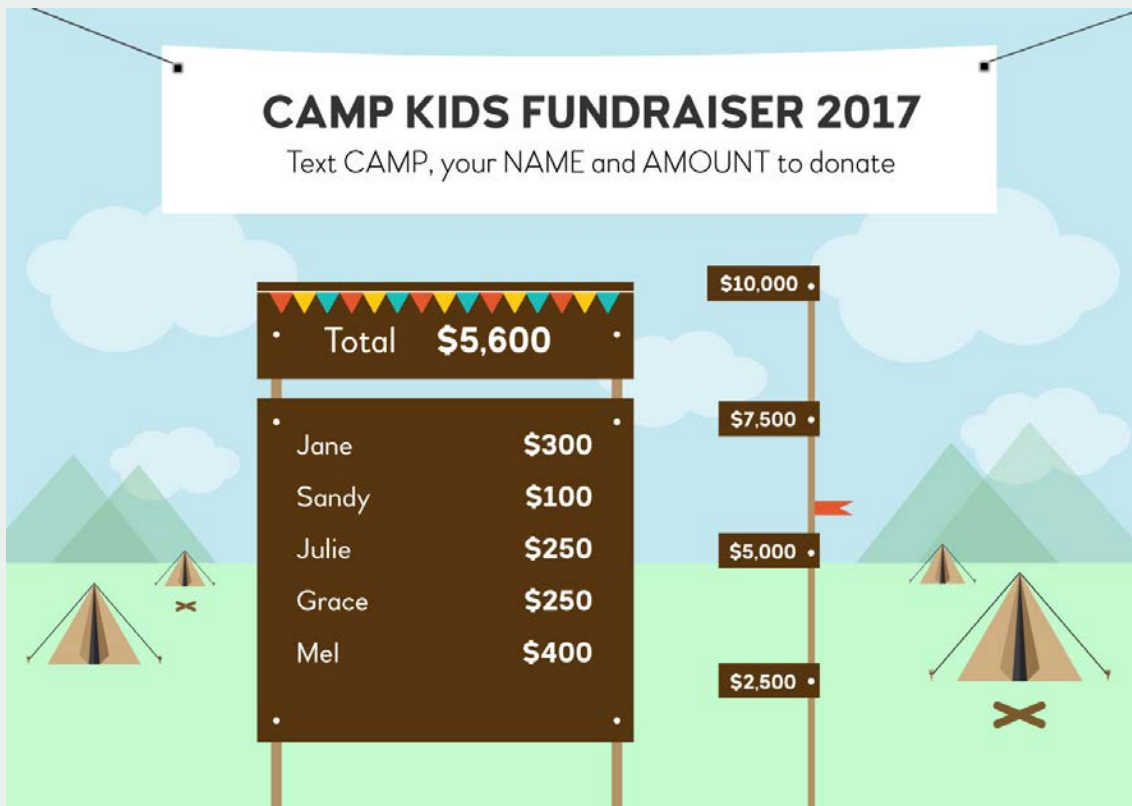 CAMP KIDS FUNDRAISER 2017
Text CAMP, your NAME and AMOUNT to donate
Total $5,600
Jane $300
Sandy $100
Julie $250
Grace $250
Mel $400
$10,000
$7,500
$5,000
$2,500